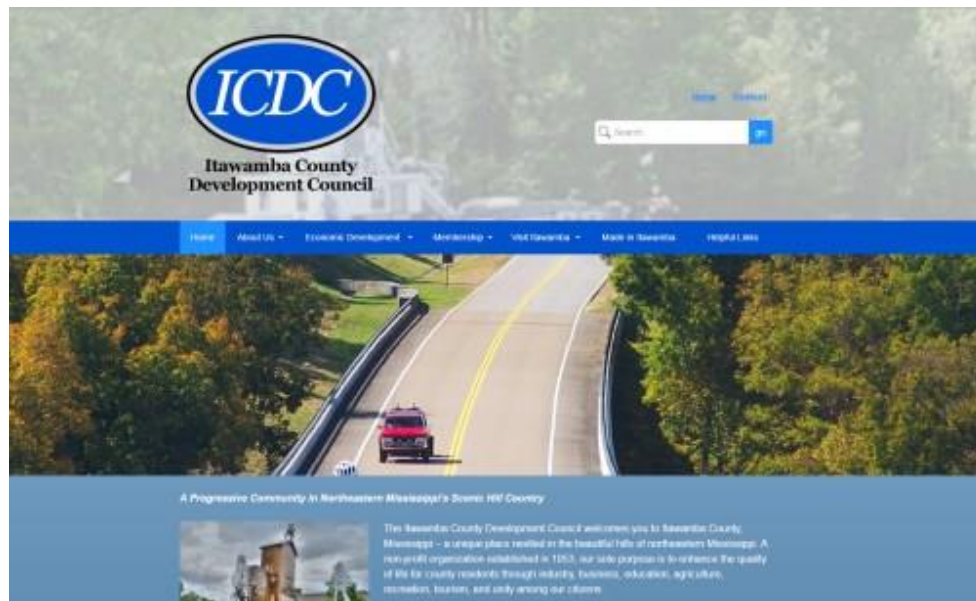 ICDC
Itawamba County
Development Council
Home Contact
Search
go
Home About Us Economic Development Membership Visit Itawamba Made in Itawamba Helpful Links
A Progressive Community in Northeastern Mississippi's Scenic Hill Country
The Itawamba County Development Council welcomes you to Itawamba County,
Mississippi – a unique place nestled in the beautiful hills of northeastern Mississippi. A
non-profit organization established in our sole purpose is to enhance the quality
of life for county residents through industry, business, education, agriculture,
recreation, tourism, and unity among our citizens